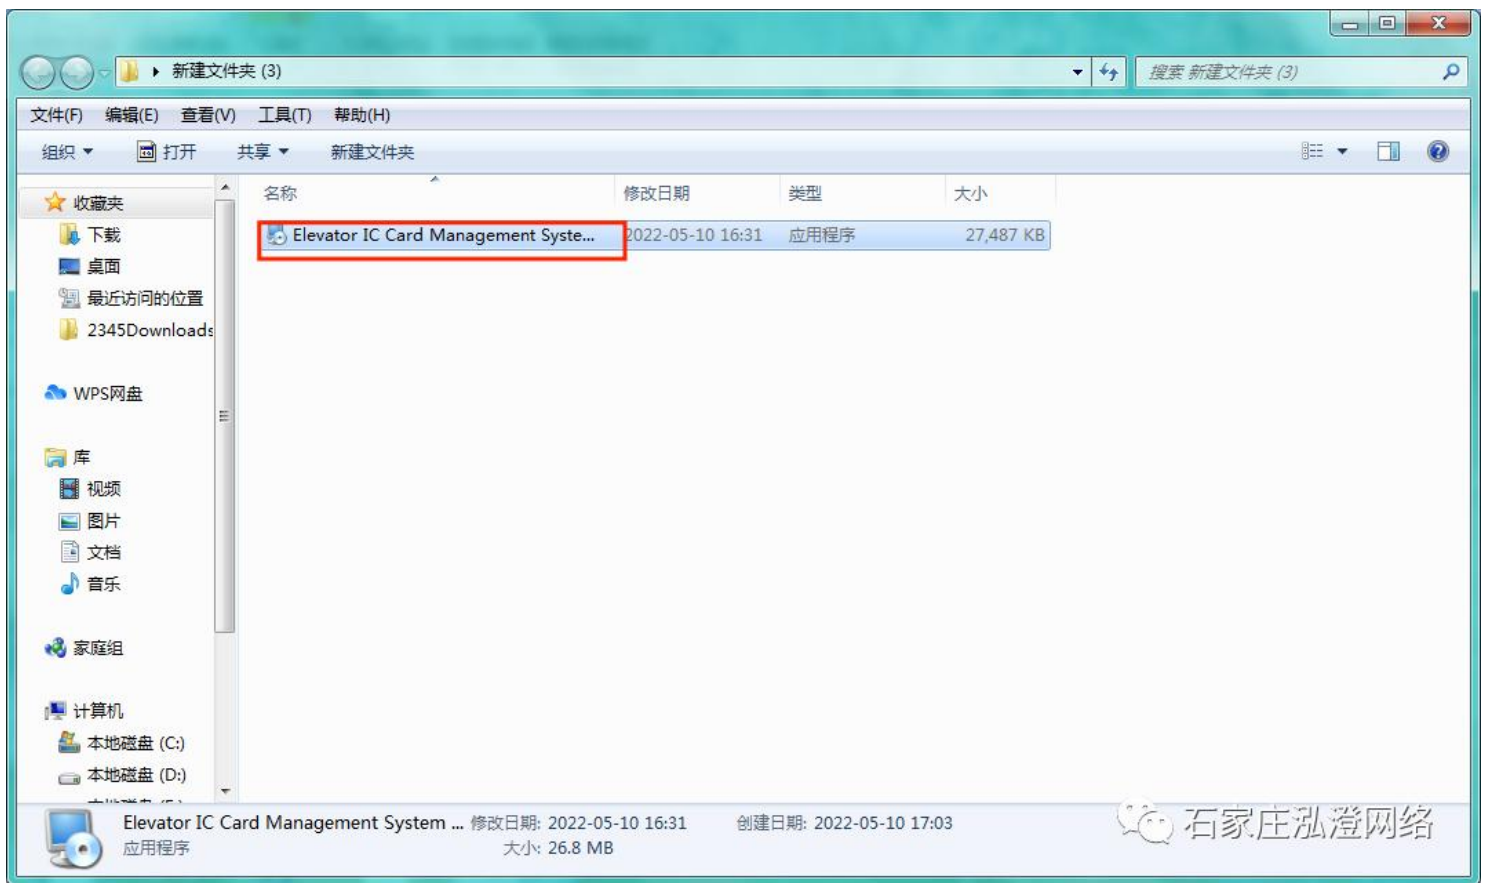 新建文件夹 (3)
搜索 新建文件夹 (3)
文件(F) 编辑(E) 查看(V) 工具(T) 帮助(H)
组织 打开 共享 新建文件夹
名称 修改日期 类型 大小
Elevator IC Card Management Syste... 2022-05-10 16:31 应用程序 27,487 KB
收藏夹
下载
桌面
最近访问的位置
2345Downloads
WPS网盘
库
视频
图片
文档
音乐
家庭组
计算机
本地磁盘 (C:)
本地磁盘 (D:)
Elevator IC Card Management System ... 修改日期: 2022-05-10 16:31 创建日期: 2022-05-10 17:03
应用程序 大小: 26.8 MB
石家庄泓澄网络